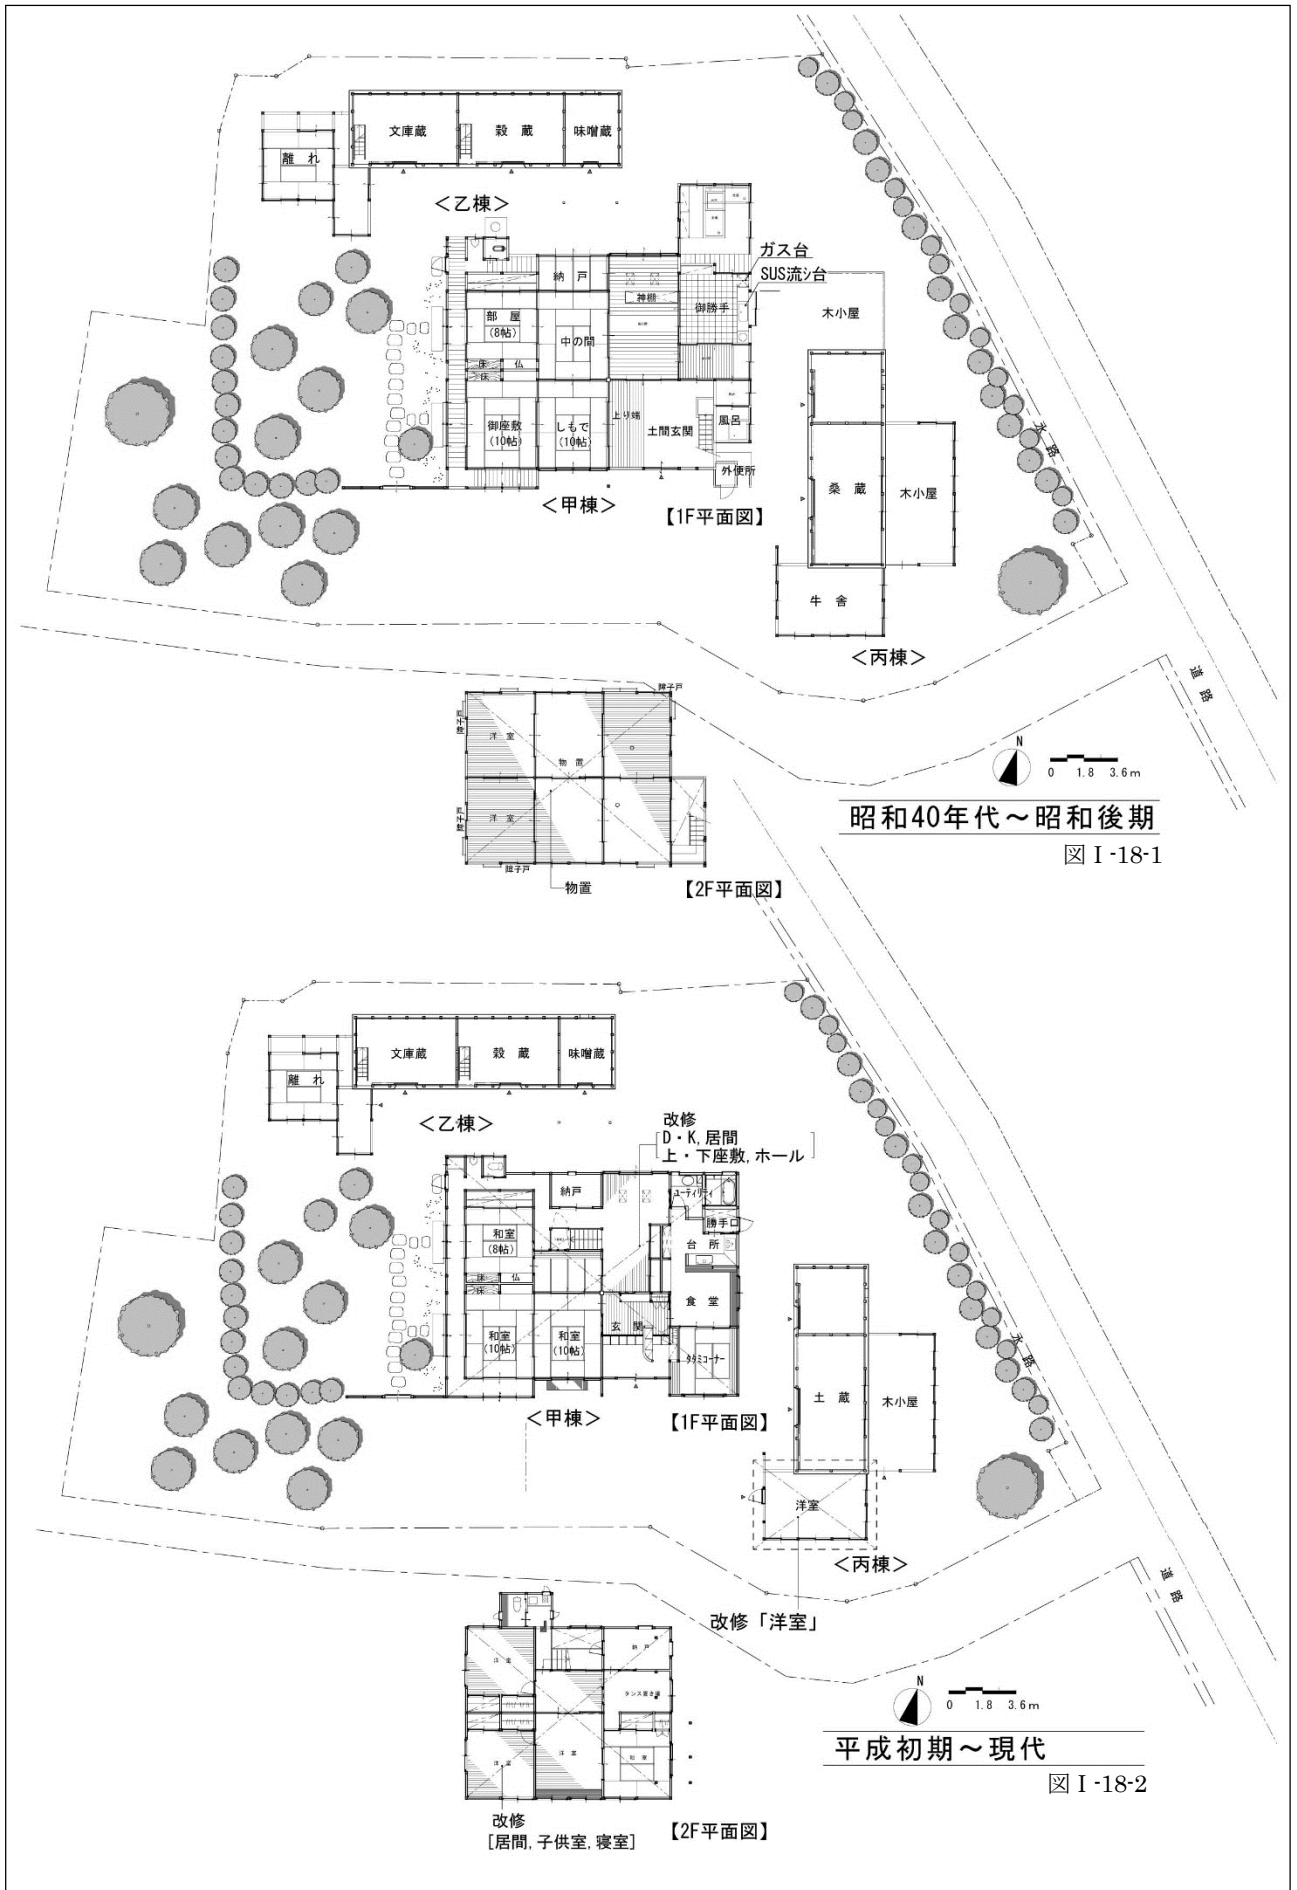 文庫蔵
穀 蔵
味噌蔵
離 れ
<乙棟>
ガス台
SUS流シ台
納 戸
神棚
御勝手
木小屋
部 屋
(8帖)
中の間
床
仏
床
御座敷
(10帖)
しもで
(10帖)
上り端
土間玄関
風呂
外便所
<甲棟>
【1F平面図】
桑 蔵
木小屋
水路
牛 舎
<丙棟>
道路
障子戸
障子戸
洋 室
物 置
障子戸
洋 室
障子戸
物置
【2F平面図】
N
0 1.8 3.6m
昭和40年代~昭和後期
図Ⅰ-18-1
文庫蔵
穀 蔵
味噌蔵
離 れ
<乙棟>
改修
D・K,居間
上・下座敷,ホール
納戸
ユーティリティ
勝手口
和室
(8帖)
台 所
床
仏
床
食 堂
玄 関
和室
(10帖)
和室
(10帖)
タタミコーナー
<甲棟>
【1F平面図】
土 蔵
木小屋
水路
洋室
<丙棟>
道路
改修「洋室」
洋 室
納 戸
タンス置き場
洋 室
洋 室
和 室
改修
[居間,子供室,寝室]
【2F平面図】
N
0 1.8 3.6m
平成初期~現代
図Ⅰ-18-2